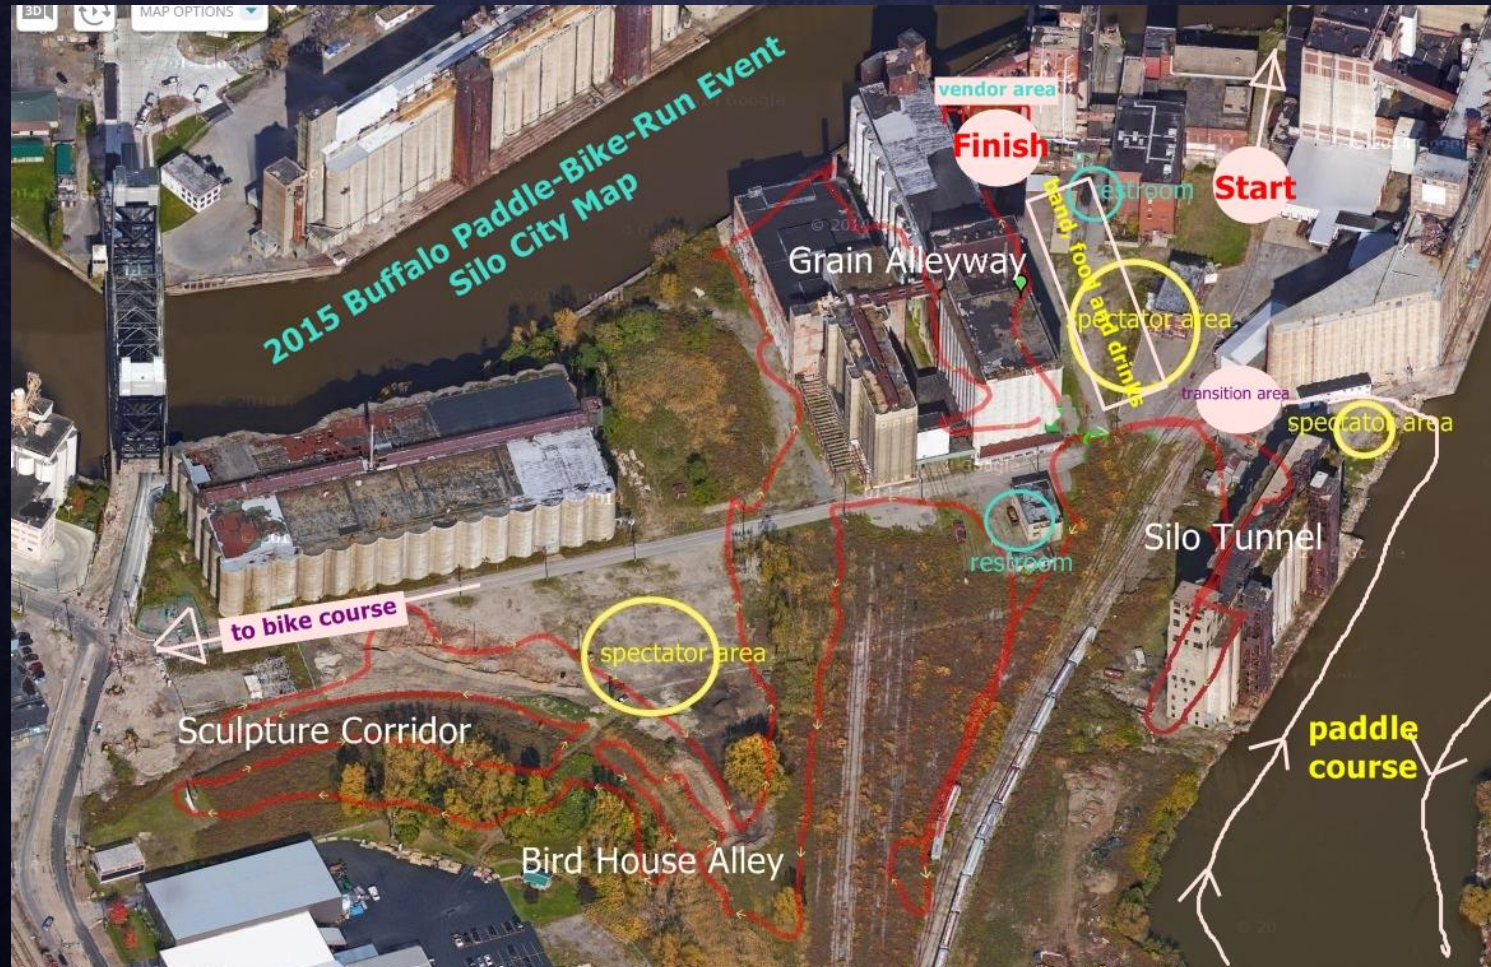 3D
MAP OPTIONS
2015 Buffalo Paddle-Bike-Run Event
Silo City Map
vendor area
Finish
restroom
Start
band, food and drinks
Grain Alleyway
spectator area
transition area
spectator area
Silo Tunnel
restroom
to bike course
spectator area
Sculpture Corridor
paddle
course
Bird House Alley